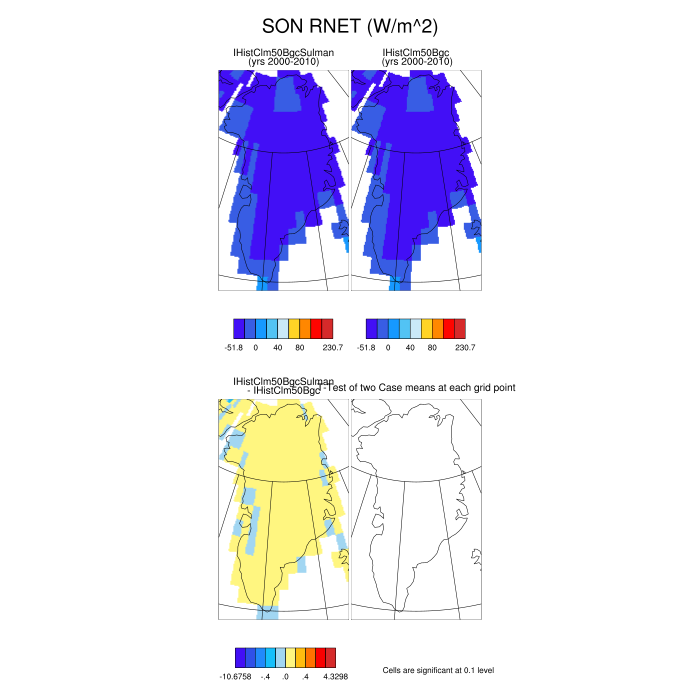 SON RNET (W/m^2)
IHistClm50BgcSulman
(yrs 2000-2010)
IHistClm50Bgc
(yrs 2000-2010)
-51.8 0 40 80 230.7
-51.8 0 40 80 230.7
IHistClm50BgcSulman
- IHistClm50Bgc
-Test of two Case means at each grid point
-10.6758 -.4 .0 .4 4.3298
Cells are significant at 0.1 level